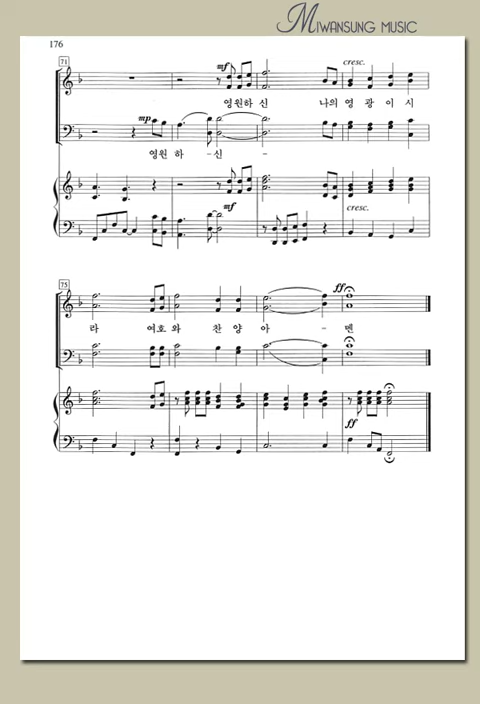 MIWANSUNG MUSIC
176
71
mf
cresc.
영원하 신 나의 영 광 이 시
mp
영원 하 - 신 -
mf
cresc.
75
ff
라 여호 와 찬 양 아 - 멘
ff